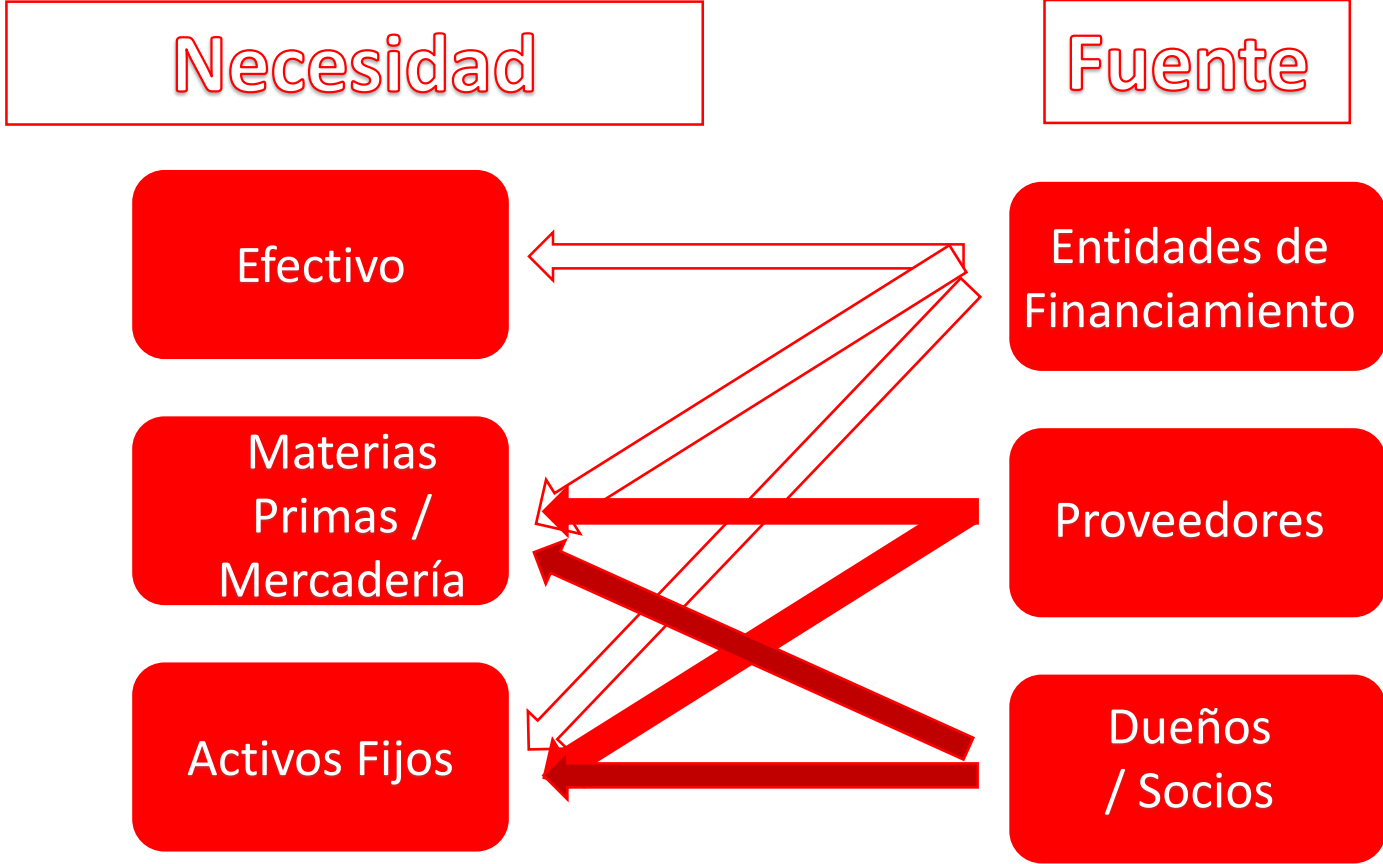 Necesidad
Fuente
Efectivo
Entidades de
Financiamiento
Materias
Primas /
Mercadería
Proveedores
Activos Fijos
Dueños
/ Socios